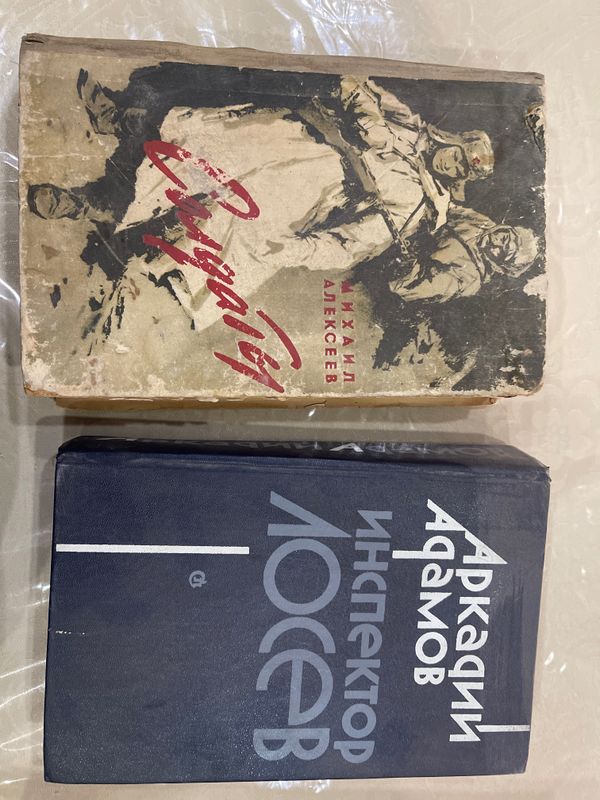 МИХАИЛ
АЛЕКСЕЕВ
Солдаты
Аркадий
Адамов
инспектор
Лосев